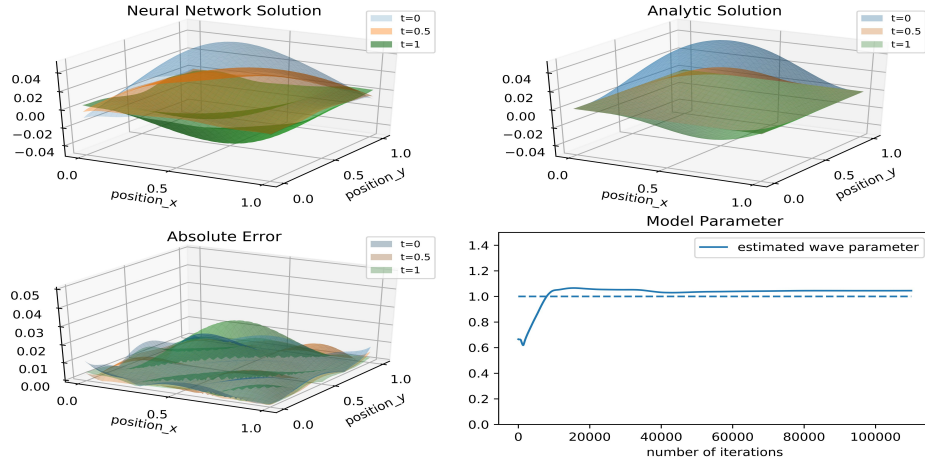 Neural Network Solution
t=0
t=0.5
t=1
0.04
0.02
0.00
−0.02
−0.04
0.0
0.5
1.0
position_x
0.0
0.5
1.0
position_y
Analytic Solution
t=0
t=0.5
t=1
0.04
0.02
0.00
−0.02
−0.04
0.0
0.5
1.0
position_x
0.0
0.5
1.0
position_y
Absolute Error
t=0
t=0.5
t=1
0.05
0.04
0.03
0.02
0.01
0.00
0.0
0.5
1.0
position_x
0.0
0.5
1.0
position_y
Model Parameter
estimated wave parameter
1.4
1.2
1.0
0.8
0.6
0.4
0.2
0.0
0
20000
40000
60000
80000
100000
number of iterations